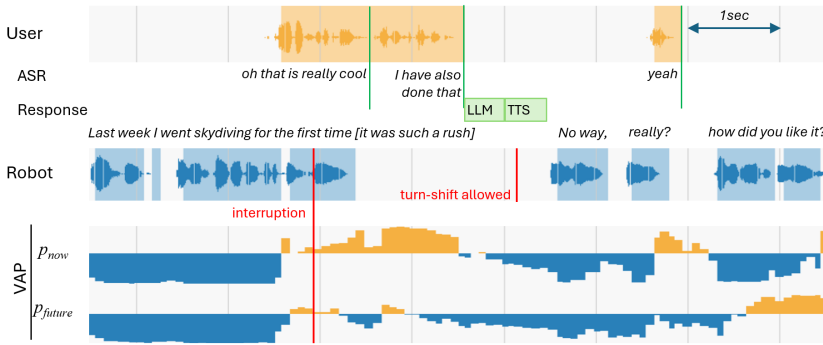 User
1sec
ASR
oh that is really cool
I have also
done that
yeah
Response
LLM
TTS
Last week I went skydiving for the first time [it was such a rush]
No way,
really?
how did you like it?
Robot
turn-shift allowed
interruption
VAP
pnow
pfuture